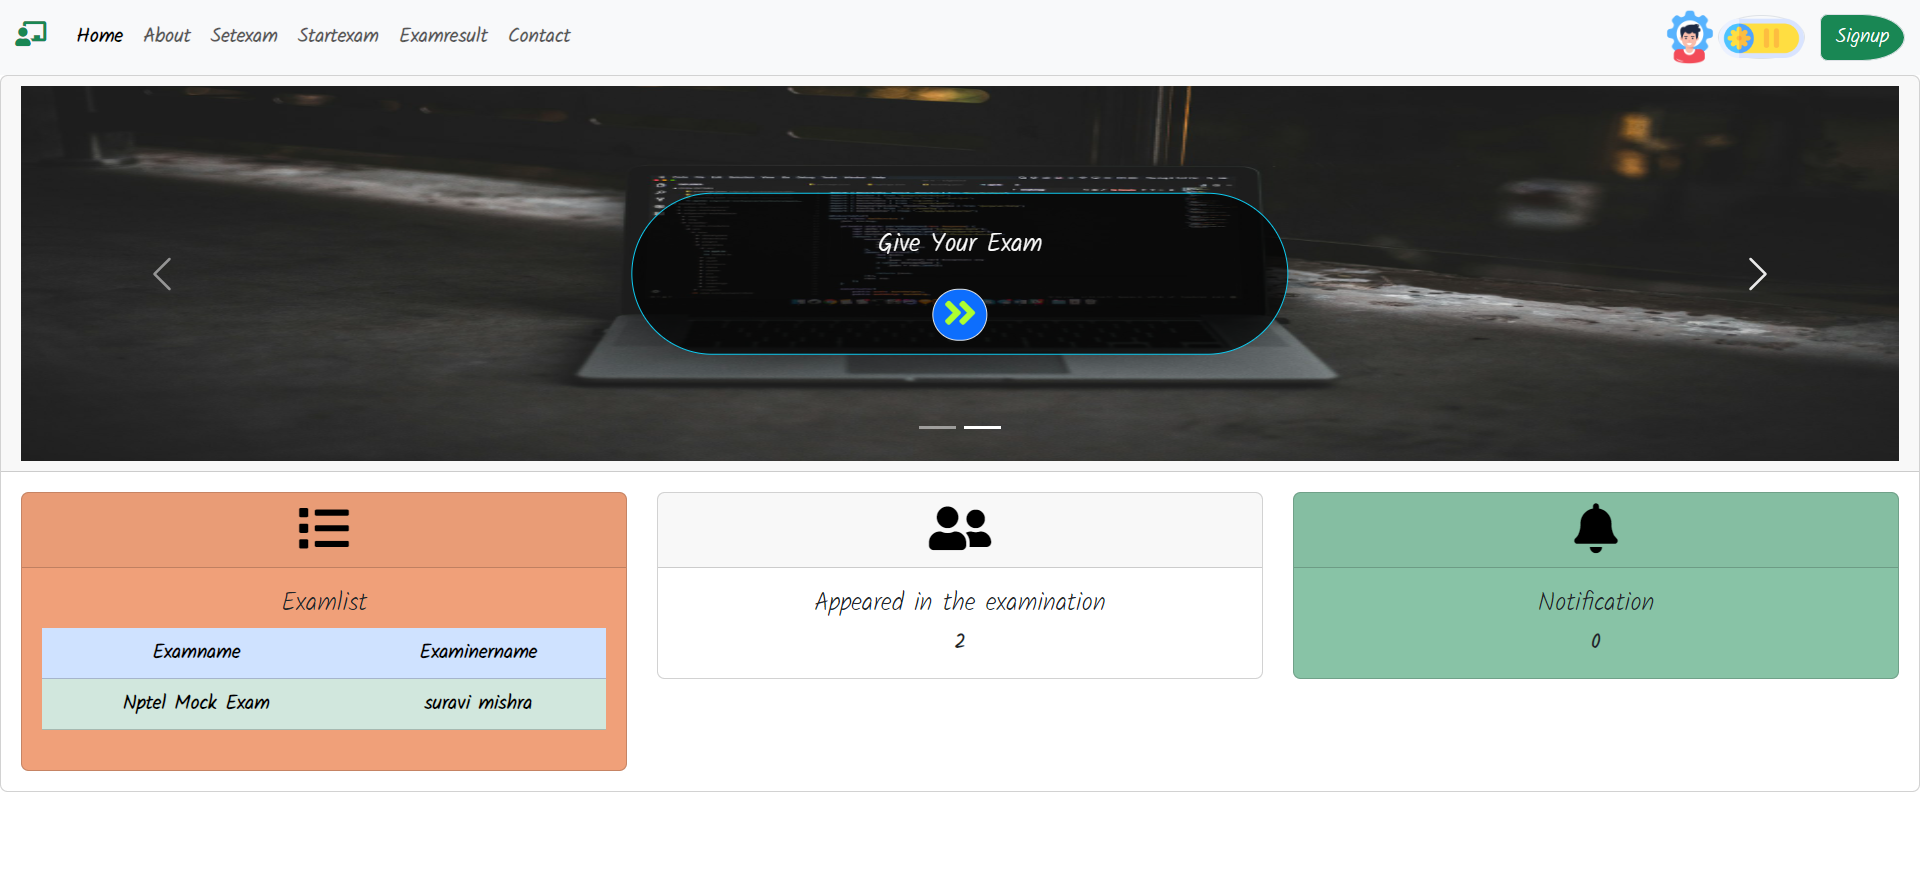 Home About Setexam Startexam Examresult Contact
Signup
Give Your Exam
Examlist
Examname Examinername
Nptel Mock Exam suravi mishra
Appeared in the examination
2
Notification
0